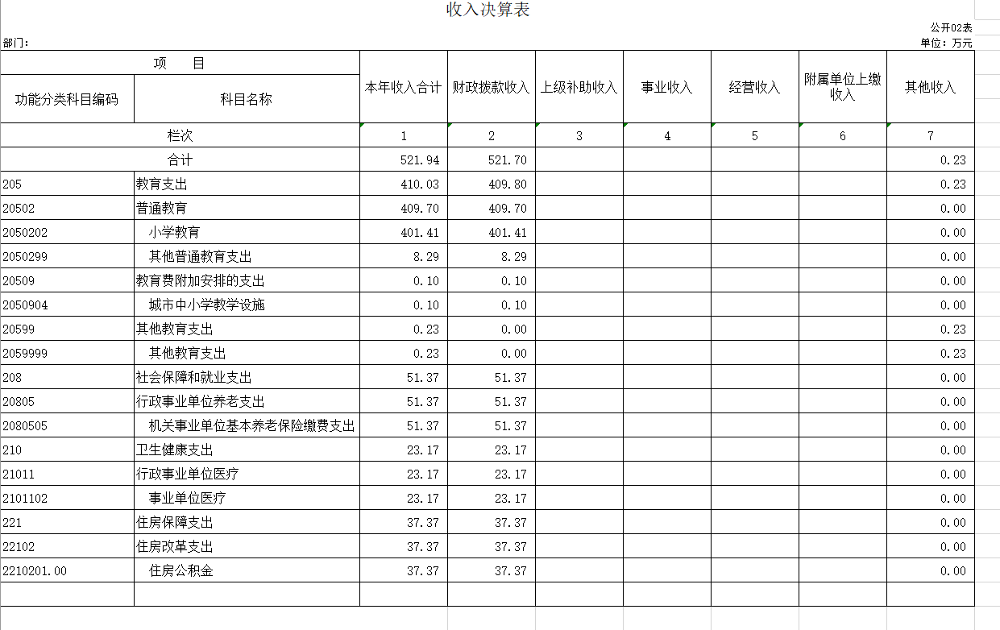 收入决算表
公开02表
部门：
单位：万元
项 目 本年收入合计 财政拨款收入 上级补助收入 事业收入 经营收入 附属单位上缴收入 其他收入
功能分类科目编码 科目名称
栏次 1 2 3 4 5 6 7
合计 521.94 521.70 0.23
205 教育支出 410.03 409.80 0.23
20502 普通教育 409.70 409.70 0.00
2050202 小学教育 401.41 401.41 0.00
2050299 其他普通教育支出 8.29 8.29 0.00
20509 教育费附加安排的支出 0.10 0.10 0.00
2050904 城市中小学教学设施 0.10 0.10 0.00
20599 其他教育支出 0.23 0.00 0.23
2059999 其他教育支出 0.23 0.00 0.23
208 社会保障和就业支出 51.37 51.37 0.00
20805 行政事业单位养老支出 51.37 51.37 0.00
2080505 机关事业单位基本养老保险缴费支出 51.37 51.37 0.00
210 卫生健康支出 23.17 23.17 0.00
21011 行政事业单位医疗 23.17 23.17 0.00
2101102 事业单位医疗 23.17 23.17 0.00
221 住房保障支出 37.37 37.37 0.00
22102 住房改革支出 37.37 37.37 0.00
2210201.00 住房公积金 37.37 37.37 0.00